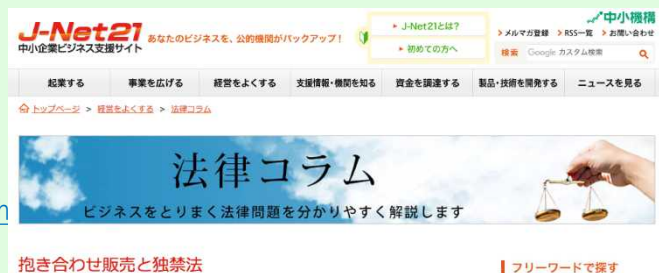 J-Net21
中小企業ビジネス支援サイト
あなたのビジネスを、公的機関がバックアップ！
J-Net21とは?
初めての方へ
中小機構
メルマガ登録 RSS一覧 お問い合わせ
検索 Google カスタム検索
起業する 事業を広げる 経営をよくする 支援情報・機関を知る 資金を調達する 製品・技術を開発する ニュースを見る
トップページ > 経営をよくする > 法律コラム
法律コラム
ビジネスをとりまく法律問題を分かりやすく解説します
抱き合わせ販売と独禁法
フリーワードで探す